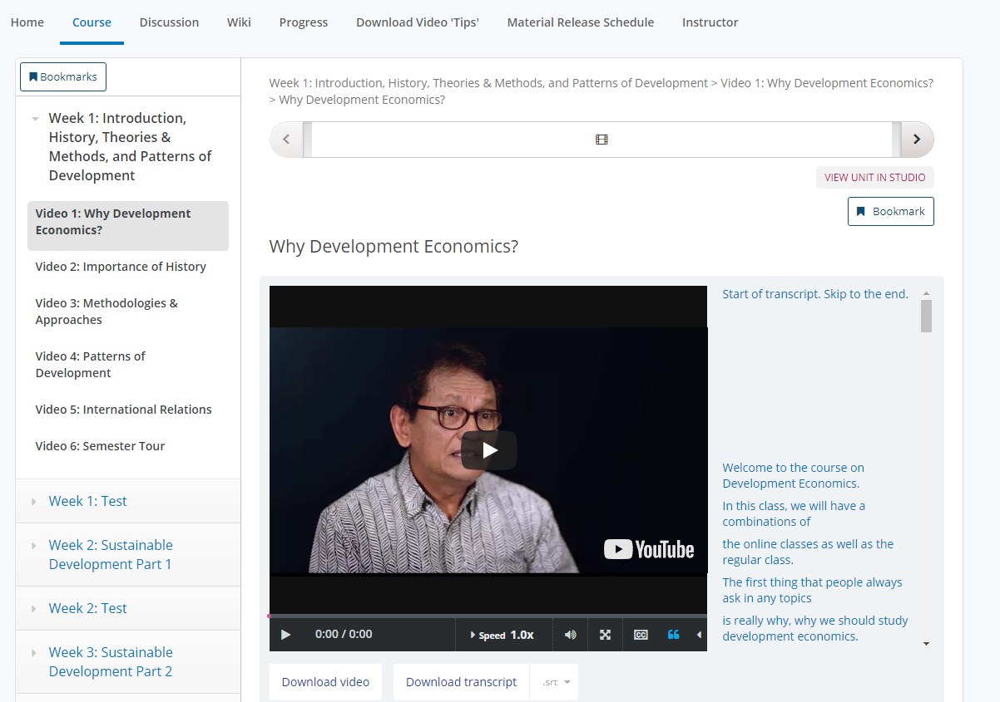 Home Course Discussion Wiki Progress Download Video 'Tips' Material Release Schedule Instructor
Bookmarks
Week 1: Introduction,
History, Theories &
Methods, and Patterns of
Development
Video 1: Why Development
Economics?
Video 2: Importance of History
Video 3: Methodologies &
Approaches
Video 4: Patterns of
Development
Video 5: International Relations
Video 6: Semester Tour
Week 1: Test
Week 2: Sustainable
Development Part 1
Week 2: Test
Week 3: Sustainable
Development Part 2
Week 1: Introduction, History, Theories & Methods, and Patterns of Development > Video 1: Why Development Economics?
> Why Development Economics?
VIEW UNIT IN STUDIO
Bookmark
Why Development Economics?
YouTube
0:00 / 0:00 Speed 1.0x CC
Start of transcript. Skip to the end.
Welcome to the course on
Development Economics.
In this class, we will have a
combinations of
the online classes as well as the
regular class.
The first thing that people always
ask in any topics
is really why, why we should study
development economics.
Download video Download transcript .srt